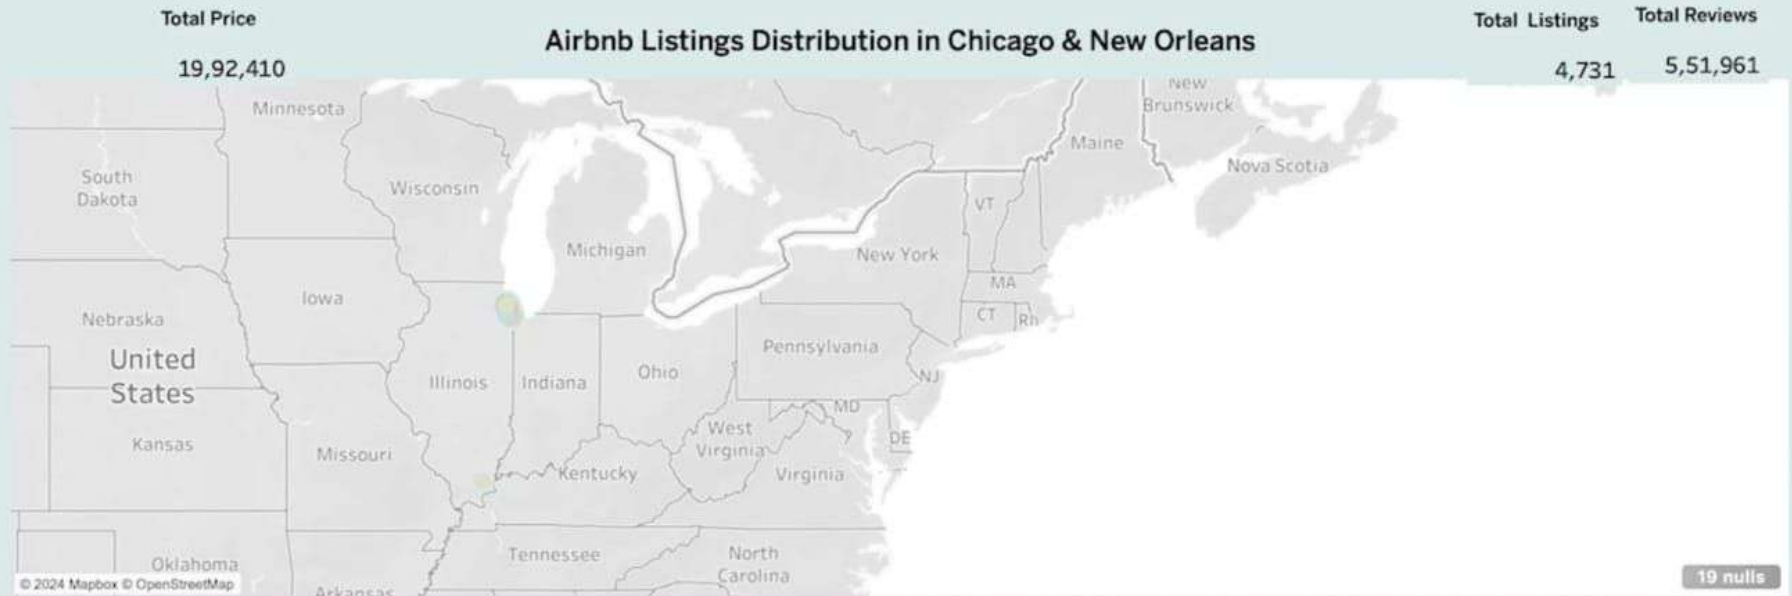 Total Price
Airbnb Listings Distribution in Chicago & New Orleans
Total Listings
Total Reviews
19,92,410
4,731
5,51,961
Minnesota
New
Brunswick
Maine
Nova Scotia
South
Dakota
Wisconsin
VT
Michigan
New York
MA
Iowa
CT
RI
Nebraska
Pennsylvania
United
States
Illinois
Indiana
Ohio
NJ
MD
West
Virginia
DE
Kansas
Missouri
Kentucky
Virginia
Oklahoma
Tennessee
North
Carolina
Arkansas
© 2024 Mapbox © OpenStreetMap
19 nulls